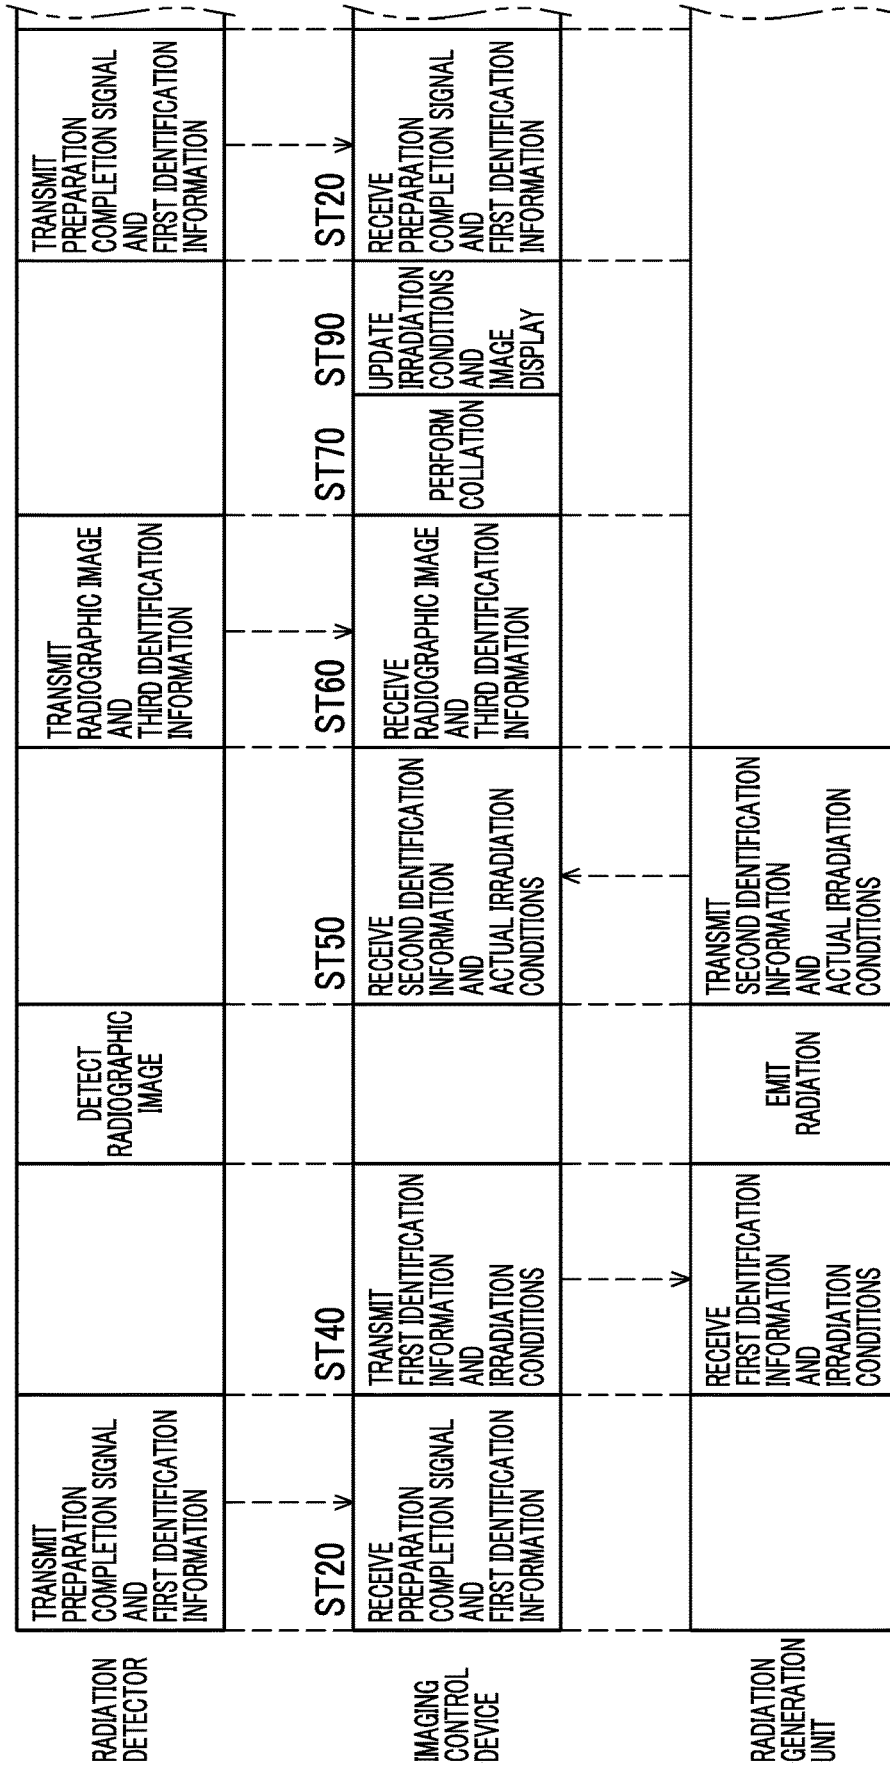 RADIATION
DETECTOR
TRANSMIT
PREPARATION
COMPLETION SIGNAL
AND
FIRST IDENTIFICATION
INFORMATION
DETECT
RADIOGRAPHIC
IMAGE
TRANSMIT
RADIOGRAPHIC IMAGE
AND
THIRD IDENTIFICATION
INFORMATION
TRANSMIT
PREPARATION
COMPLETION SIGNAL
AND
FIRST IDENTIFICATION
INFORMATION
IMAGING
CONTROL
DEVICE
ST20
RECEIVE
PREPARATION
COMPLETION SIGNAL
AND
FIRST IDENTIFICATION
INFORMATION
ST40
TRANSMIT
FIRST IDENTIFICATION
INFORMATION
AND
IRRADIATION
CONDITIONS
ST50
RECEIVE
SECOND IDENTIFICATION
INFORMATION
AND
ACTUAL IRRADIATION
CONDITIONS
ST60
RECEIVE
RADIOGRAPHIC IMAGE
AND
THIRD IDENTIFICATION
INFORMATION
ST70
PERFORM
COLLATION
ST90
UPDATE
IRRADIATION
CONDITIONS
AND
IMAGE
DISPLAY
ST20
RECEIVE
PREPARATION
COMPLETION SIGNAL
AND
FIRST IDENTIFICATION
INFORMATION
RADIATION
GENERATION
UNIT
RECEIVE
FIRST IDENTIFICATION
INFORMATION
AND
IRRADIATION
CONDITIONS
EMIT
RADIATION
TRANSMIT
SECOND IDENTIFICATION
INFORMATION
AND
ACTUAL IRRADIATION
CONDITIONS